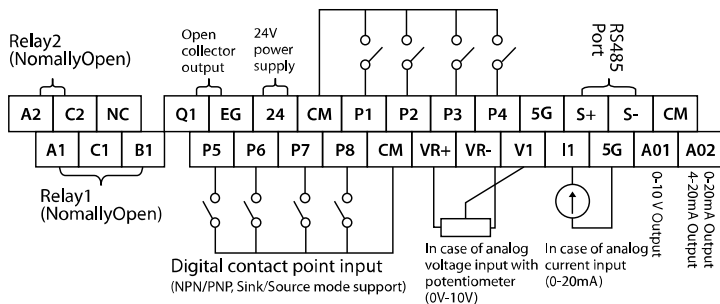 Relay2
(NomallyOpen)
Open
collector
output
24V
power
supply
RS485
Port
A2 C2 NC Q1 EG 24 CM P1 P2 P3 P4 5G S+ S- CM
A1 C1 B1 P5 P6 P7 P8 CM VR+ VR- V1 I1 5G A01 A02
Relay1
(NomallyOpen)
Digital contact point input
(NPN/PNP, Sink/Source mode support)
In case of analog
voltage input with
potentiometer
(0V-10V)
In case of analog
current input
(0-20mA)
0-10 V Output
0-20mA Output
4-20mA Output